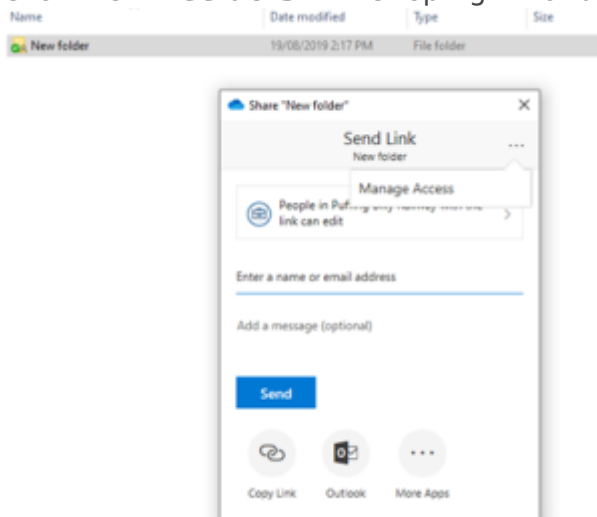 Name Date modified Type Size
New folder 19/08/2019 2:17 PM File folder
Share "New folder"
Send Link
New folder
Manage Access
People in
link can edit
Enter a name or email address
Add a message (optional)
Send
Copy Link Outlook More Apps